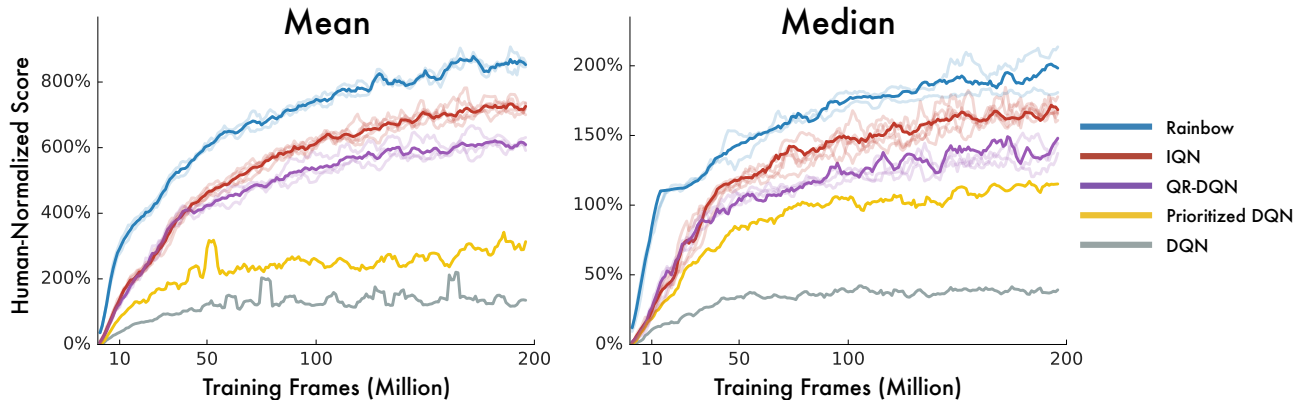 Mean
Human-Normalized Score
800%
600%
400%
200%
0%
10
50
100
200
Training Frames (Million)
Median
200%
150%
100%
50%
0%
10
50
100
200
Training Frames (Million)
Rainbow
IQN
QR-DQN
Prioritized DQN
DQN